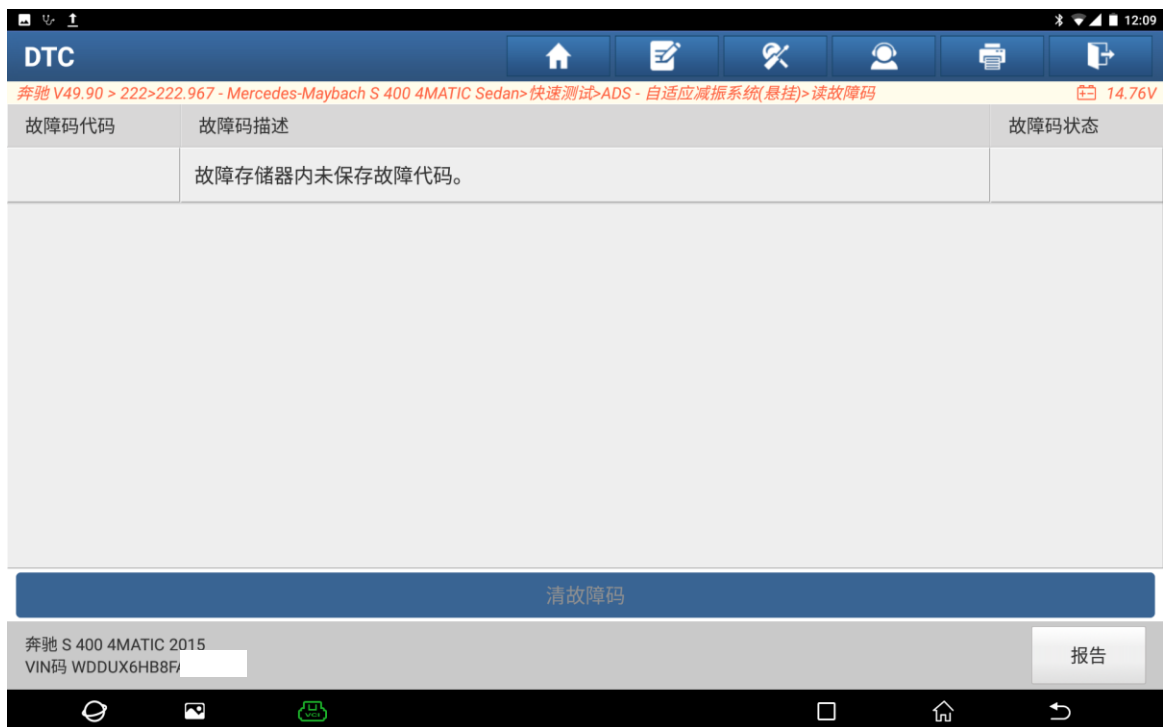 12:09
DTC
奔驰 V49.90 > 222>222.967 - Mercedes-Maybach S 400 4MATIC Sedan>快速测试>ADS - 自适应减振系统(悬挂)>读故障码 14.76V
故障码代码 故障码描述 故障码状态
故障存储器内未保存故障代码。
清故障码
奔驰 S 400 4MATIC 2015
VIN码 WDDUX6HB8F
报告
VCI